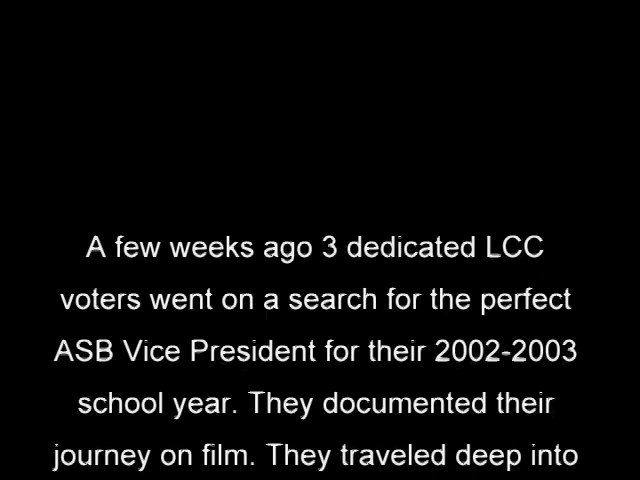 A few weeks ago 3 dedicated LCC
voters went on a search for the perfect
ASB Vice President for their 2002-2003
school year. They documented their
journey on film. They traveled deep into